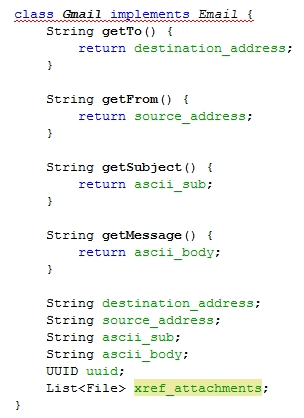 class Gmail implements Email {
    String getTo() {
        return destination_address;
    }

    String getFrom() {
        return source_address;
    }

    String getSubject() {
        return ascii_sub;
    }

    String getMessage() {
        return ascii_body;
    }

    String destination_address;
    String source_address;
    String ascii_sub;
    String ascii_body;
    UUID uuid;
    List<File> xref_attachments;
}